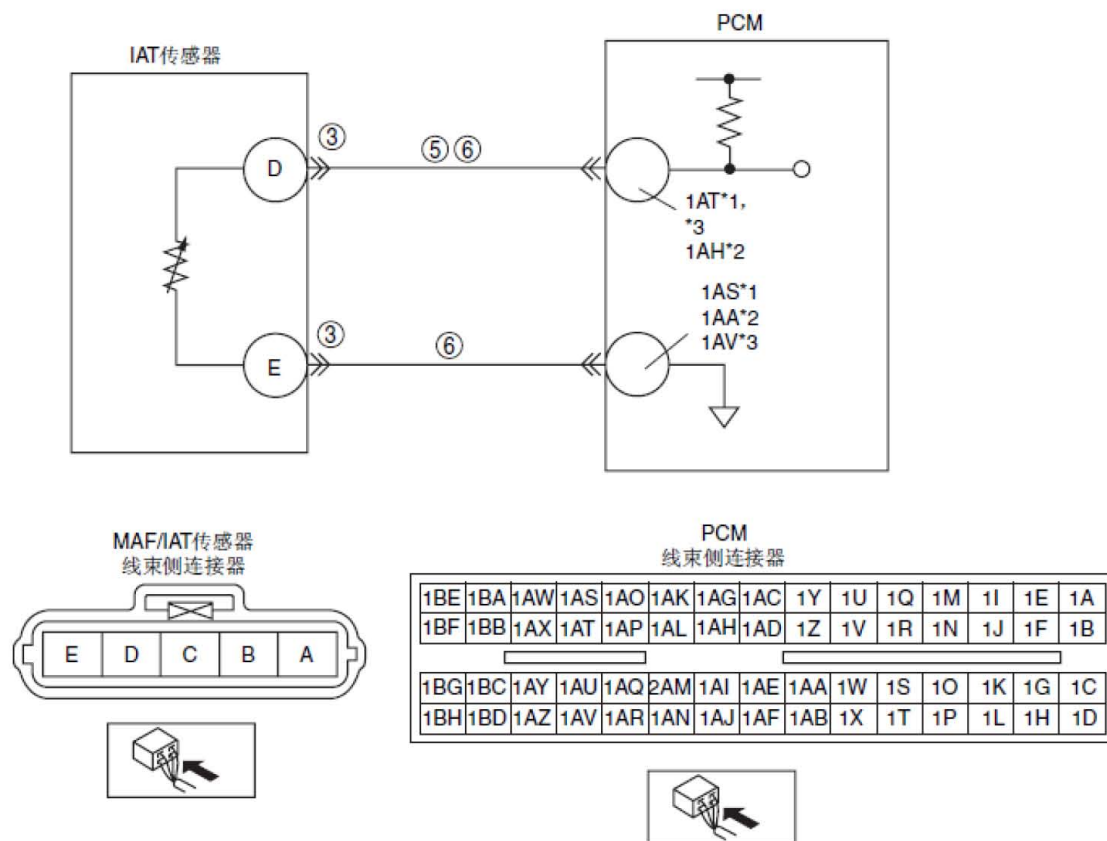 PCM
IAT传感器
D
③
⑤ ⑥
1AT*1,
*3
1AH*2
1AS*1
1AA*2
1AV*3
E
③
⑥
MAF/IAT传感器
线束侧连接器
E D C B A
PCM
线束侧连接器
1BE 1BA 1AW 1AS 1AO 1AK 1AG 1AC 1Y 1U 1Q 1M 1I 1E 1A
1BF 1BB 1AX 1AT 1AP 1AL 1AH 1AD 1Z 1V 1R 1N 1J 1F 1B
1BG 1BC 1AY 1AU 1AQ 2AM 1AI 1AE 1AA 1W 1S 1O 1K 1G 1C
1BH 1BD 1AZ 1AV 1AR 1AN 1AJ 1AF 1AB 1X 1T 1P 1L 1H 1D